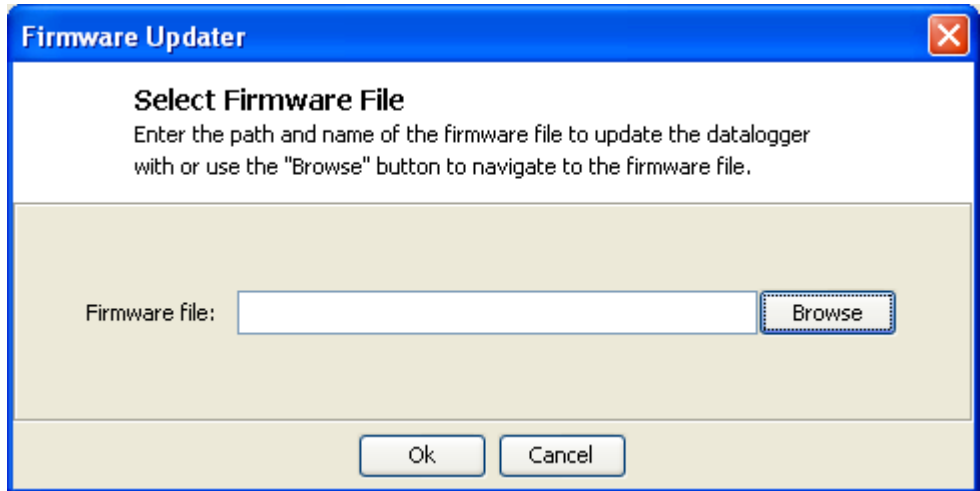 Firmware Updater
Select Firmware File
Enter the path and name of the firmware file to update the datalogger
with or use the "Browse" button to navigate to the firmware file.
Firmware file:
Browse
Ok
Cancel